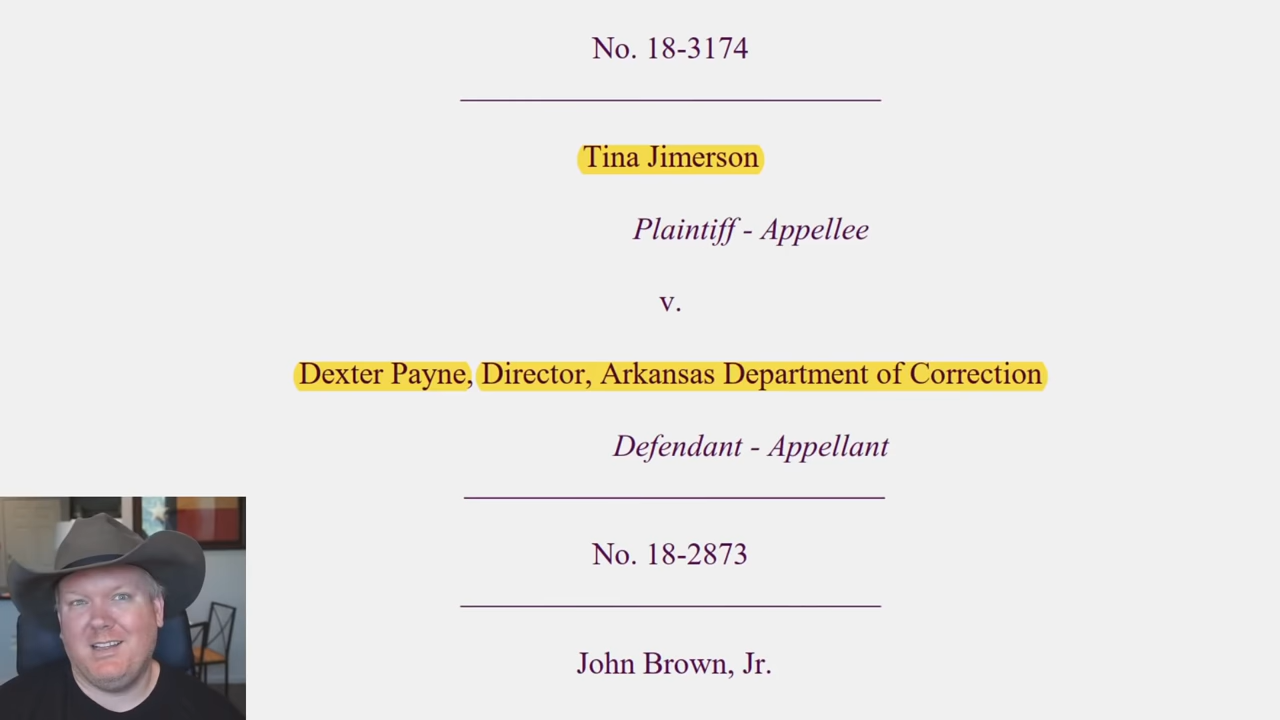 No. 18-3174
Tina Jimerson
Plaintiff - Appellee
v.
Dexter Payne, Director, Arkansas Department of Correction
Defendant - Appellant
No. 18-2873
John Brown, Jr.